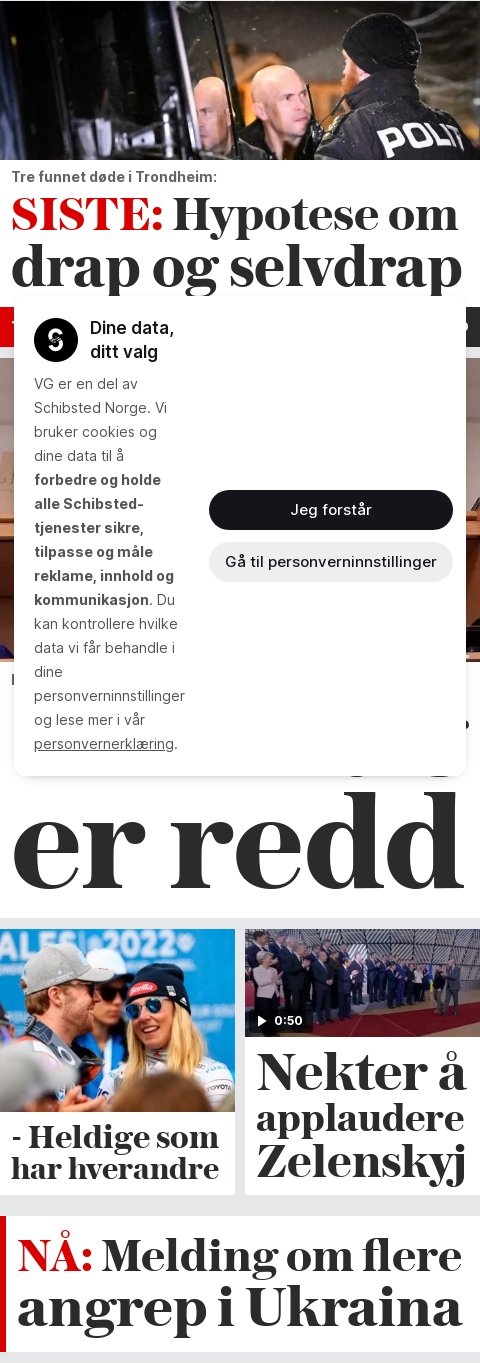 POLITI
Tre funnet døde i Trondheim:
SISTE: Hypotese om
drap og selvdrap
Dine data,
ditt valg
VG er en del av
Schibsted Norge. Vi
bruker cookies og
dine data til å
forbedre og holde
alle Schibsted-
tjenester sikre,
tilpasse og måle
reklame, innhold og
kommunikasjon. Du
kan kontrollere hvilke
data vi får behandle i
dine
personverninnstillinger
og lese mer i vår
personvernerklæring.
Jeg forstår
Gå til personverninnstillinger
er redd
ALES 2022
TOYOTA
- Heldige som
har hverandre
0:50
Nekter å
applaudere
Zelenskyj
NÅ: Melding om flere
angrep i Ukraina